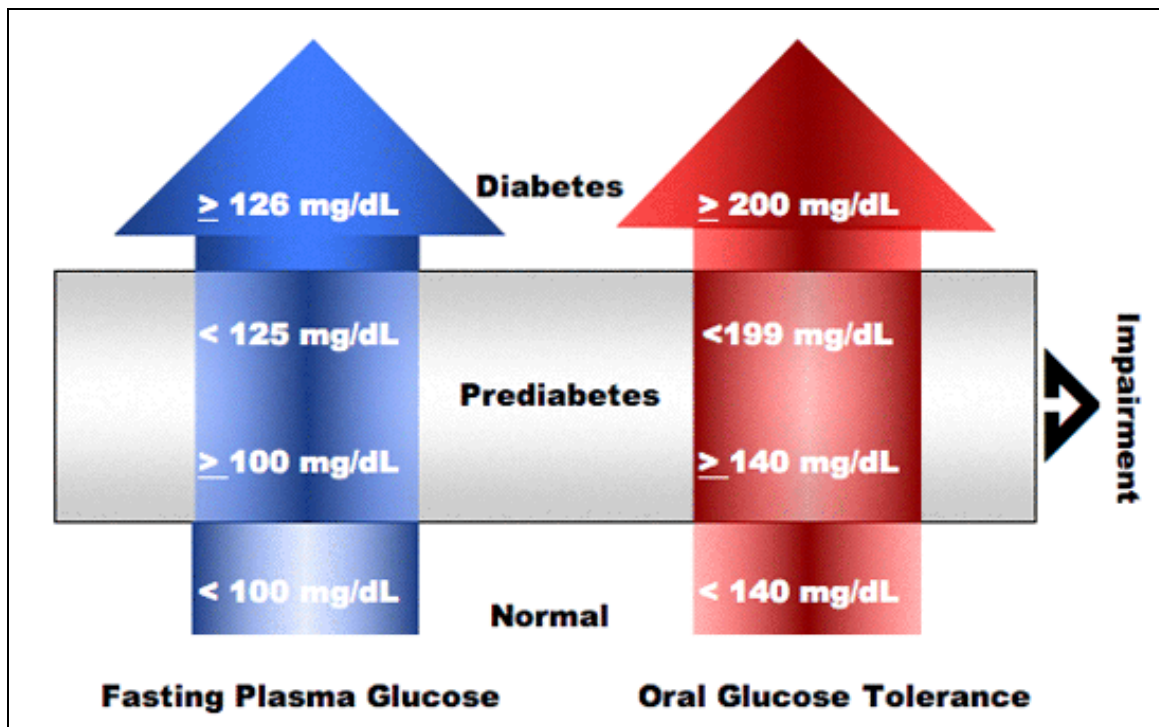 Diabetes
≥ 126 mg/dL
≥ 200 mg/dL
< 125 mg/dL
<199 mg/dL
Prediabetes
≥ 100 mg/dL
≥ 140 mg/dL
Impairment
< 100 mg/dL
< 140 mg/dL
Normal
Fasting Plasma Glucose
Oral Glucose Tolerance